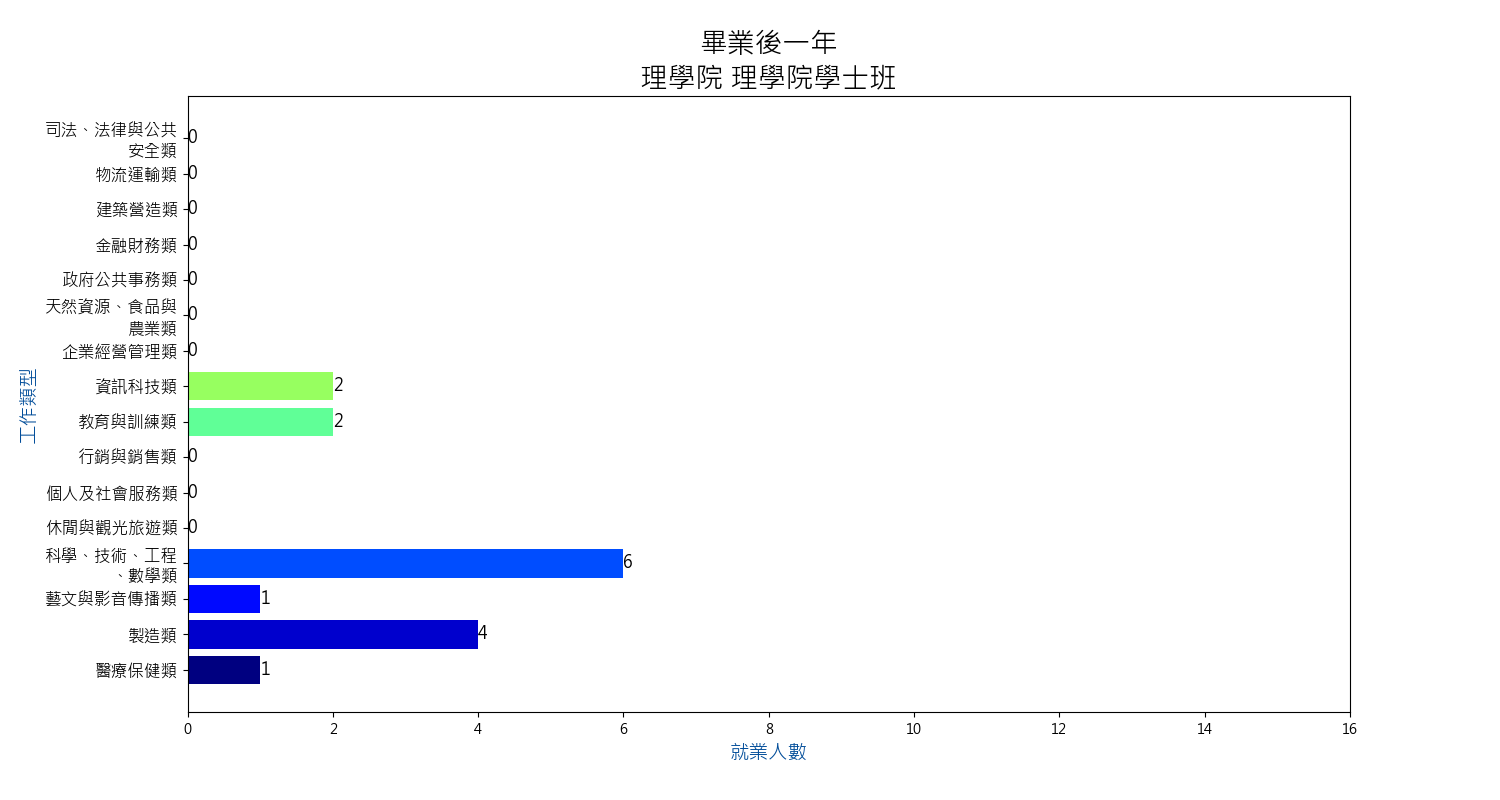 畢業後一年
理學院 理學院學士班
司法、法律與公共
安全類
0
物流運輸類
0
建築營造類
0
金融財務類
0
政府公共事務類
0
天然資源、食品與
農業類
0
企業經營管理類
0
資訊科技類
2
教育與訓練類
2
行銷與銷售類
0
個人及社會服務類
0
休閒與觀光旅遊類
0
科學、技術、工程
、數學類
6
藝文與影音傳播類
1
製造類
4
醫療保健類
1
工作類型
0 2 4 6 8 10 12 14 16
就業人數